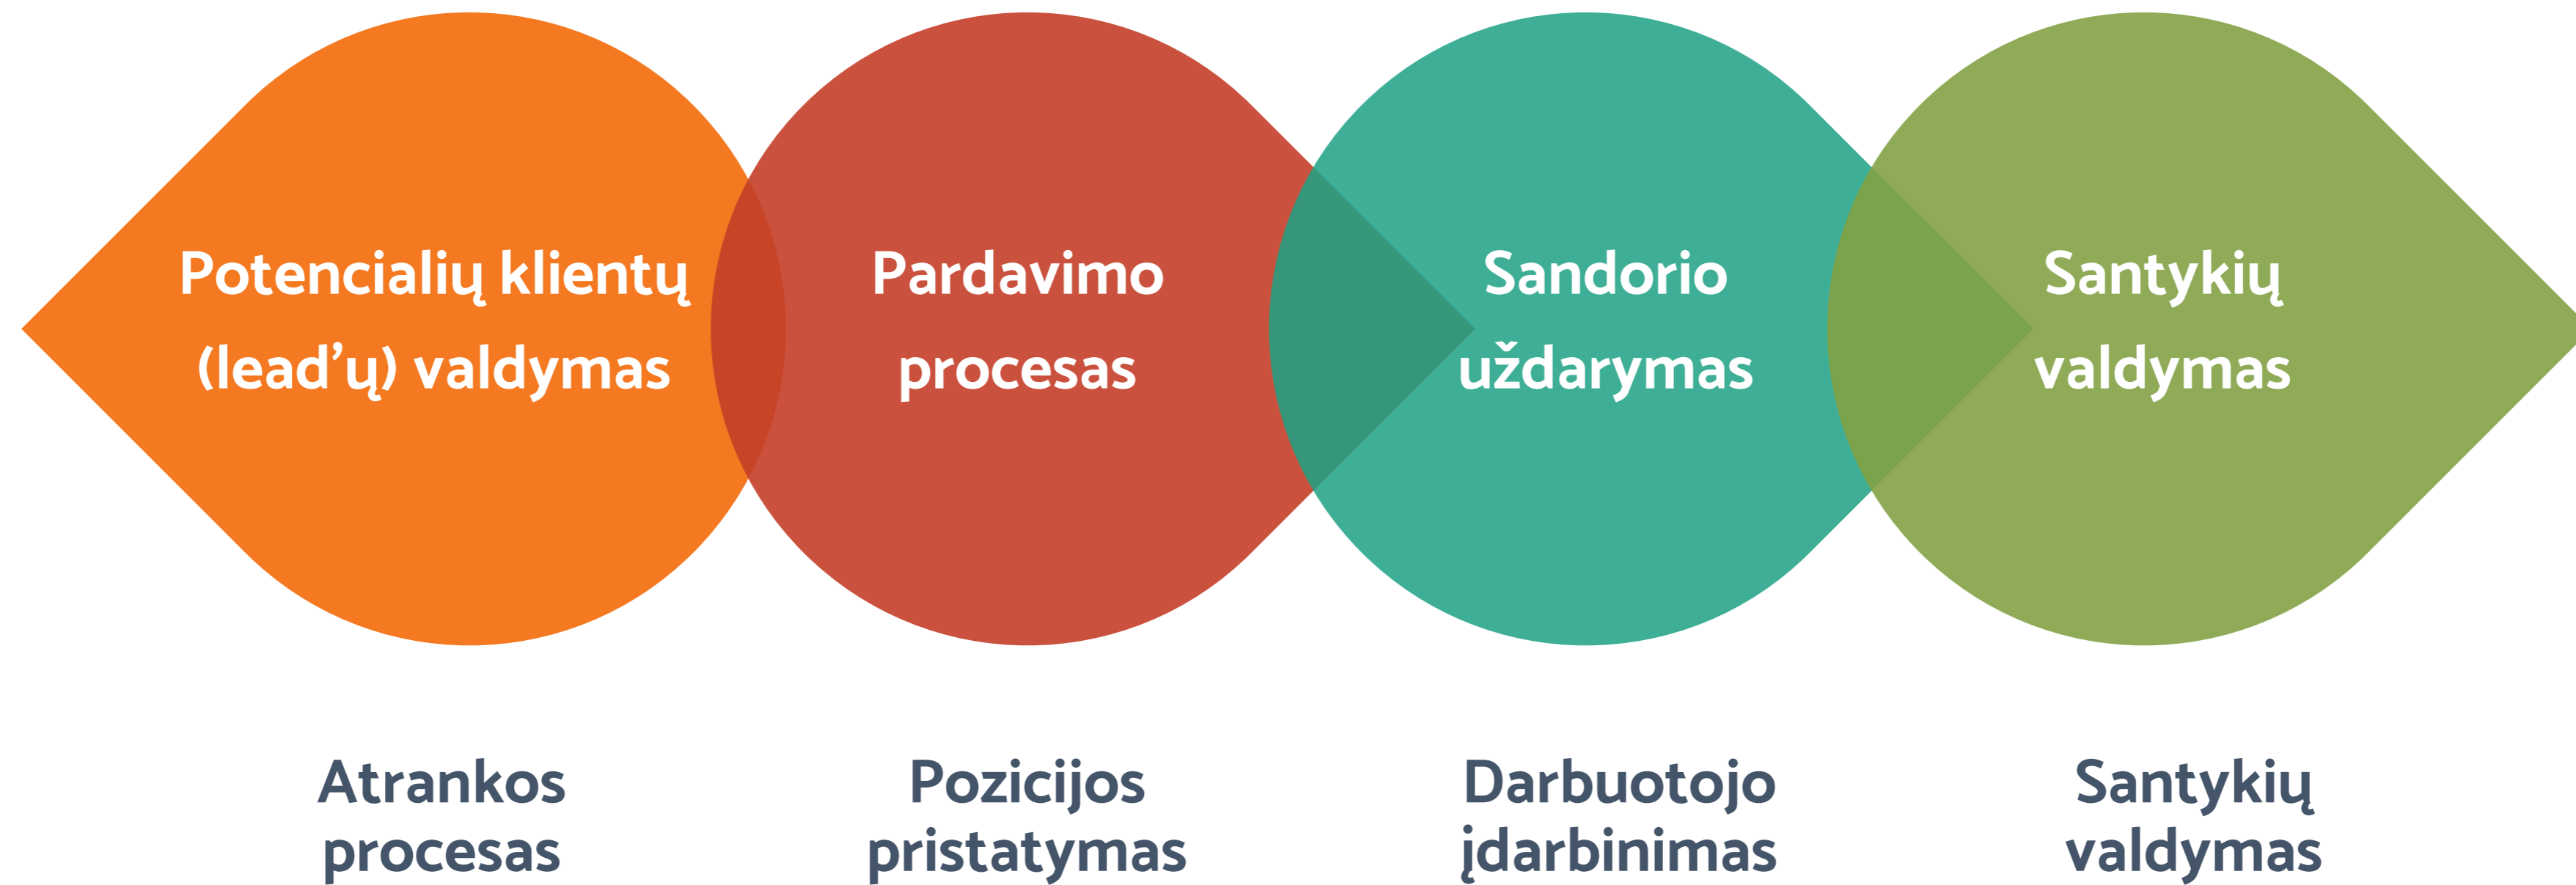 Potencialių klientų
(lead’ų) valdymas
Pardavimo
procesas
Sandorio
uždarymas
Santykių
valdymas
Atrankos
procesas
Pozicijos
pristatymas
Darbuotojo
įdarbinimas
Santykių
valdymas